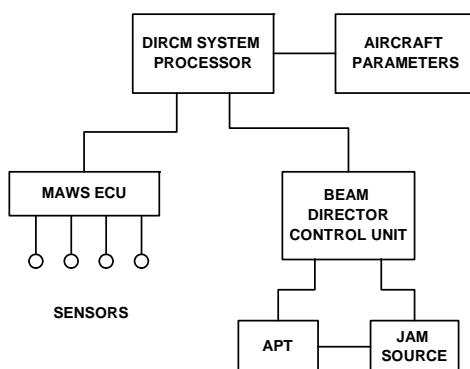 DIRCM SYSTEM
PROCESSOR
AIRCRAFT
PARAMETERS
MAWS ECU
BEAM
DIRECTOR
CONTROL UNIT
SENSORS
APT
JAM
SOURCE